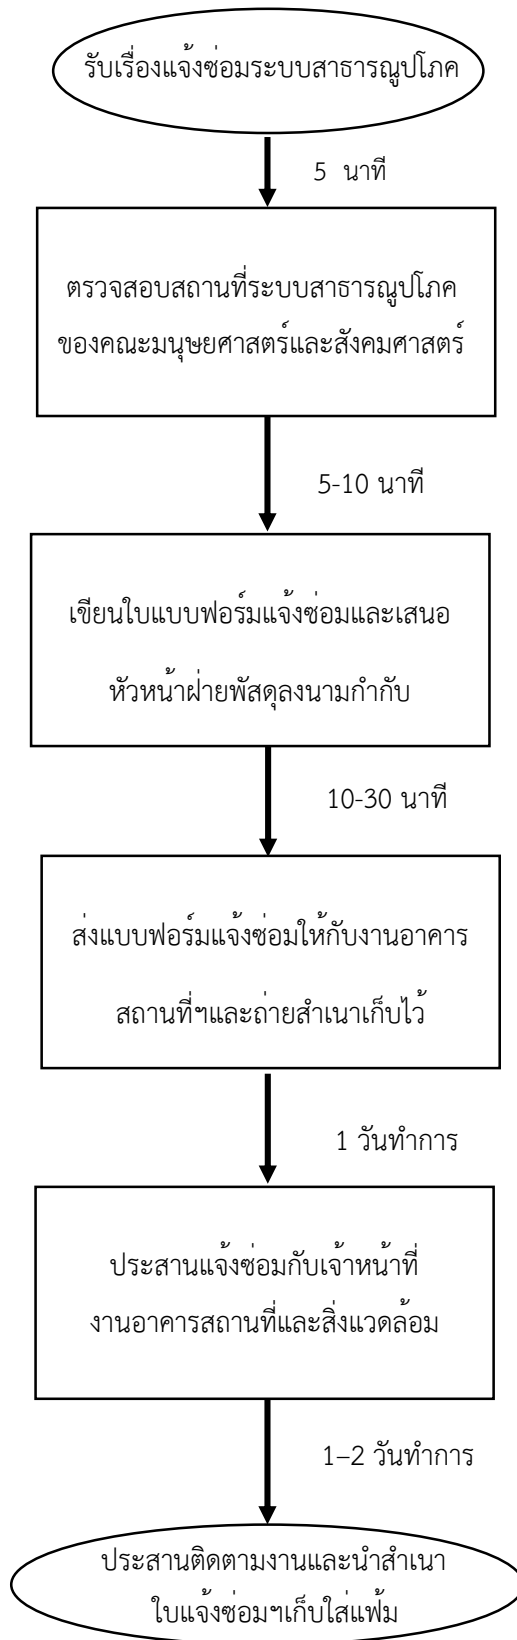 รับเรื่องแจ้งซ่อมระบบสาธารณูปโภค
5 นาที
ตรวจสอบสถานที่ระบบสาธารณูปโภค
ของคณะมนุษยศาสตร์และสังคมศาสตร์
5-10 นาที
เขียนใบแบบฟอร์มแจ้งซ่อมและเสนอ
หัวหน้าฝ่ายพัสดุลงนามกำกับ
10-30 นาที
ส่งแบบฟอร์มแจ้งซ่อมให้กับงานอาคาร
สถานที่ฯและถ่ายสำเนาเก็บไว้
1 วันทำการ
ประสานแจ้งซ่อมกับเจ้าหน้าที่
งานอาคารสถานที่และสิ่งแวดล้อม
1–2 วันทำการ
ประสานติดตามงานและนำสำเนา
ใบแจ้งซ่อมฯเก็บใส่แฟ้ม